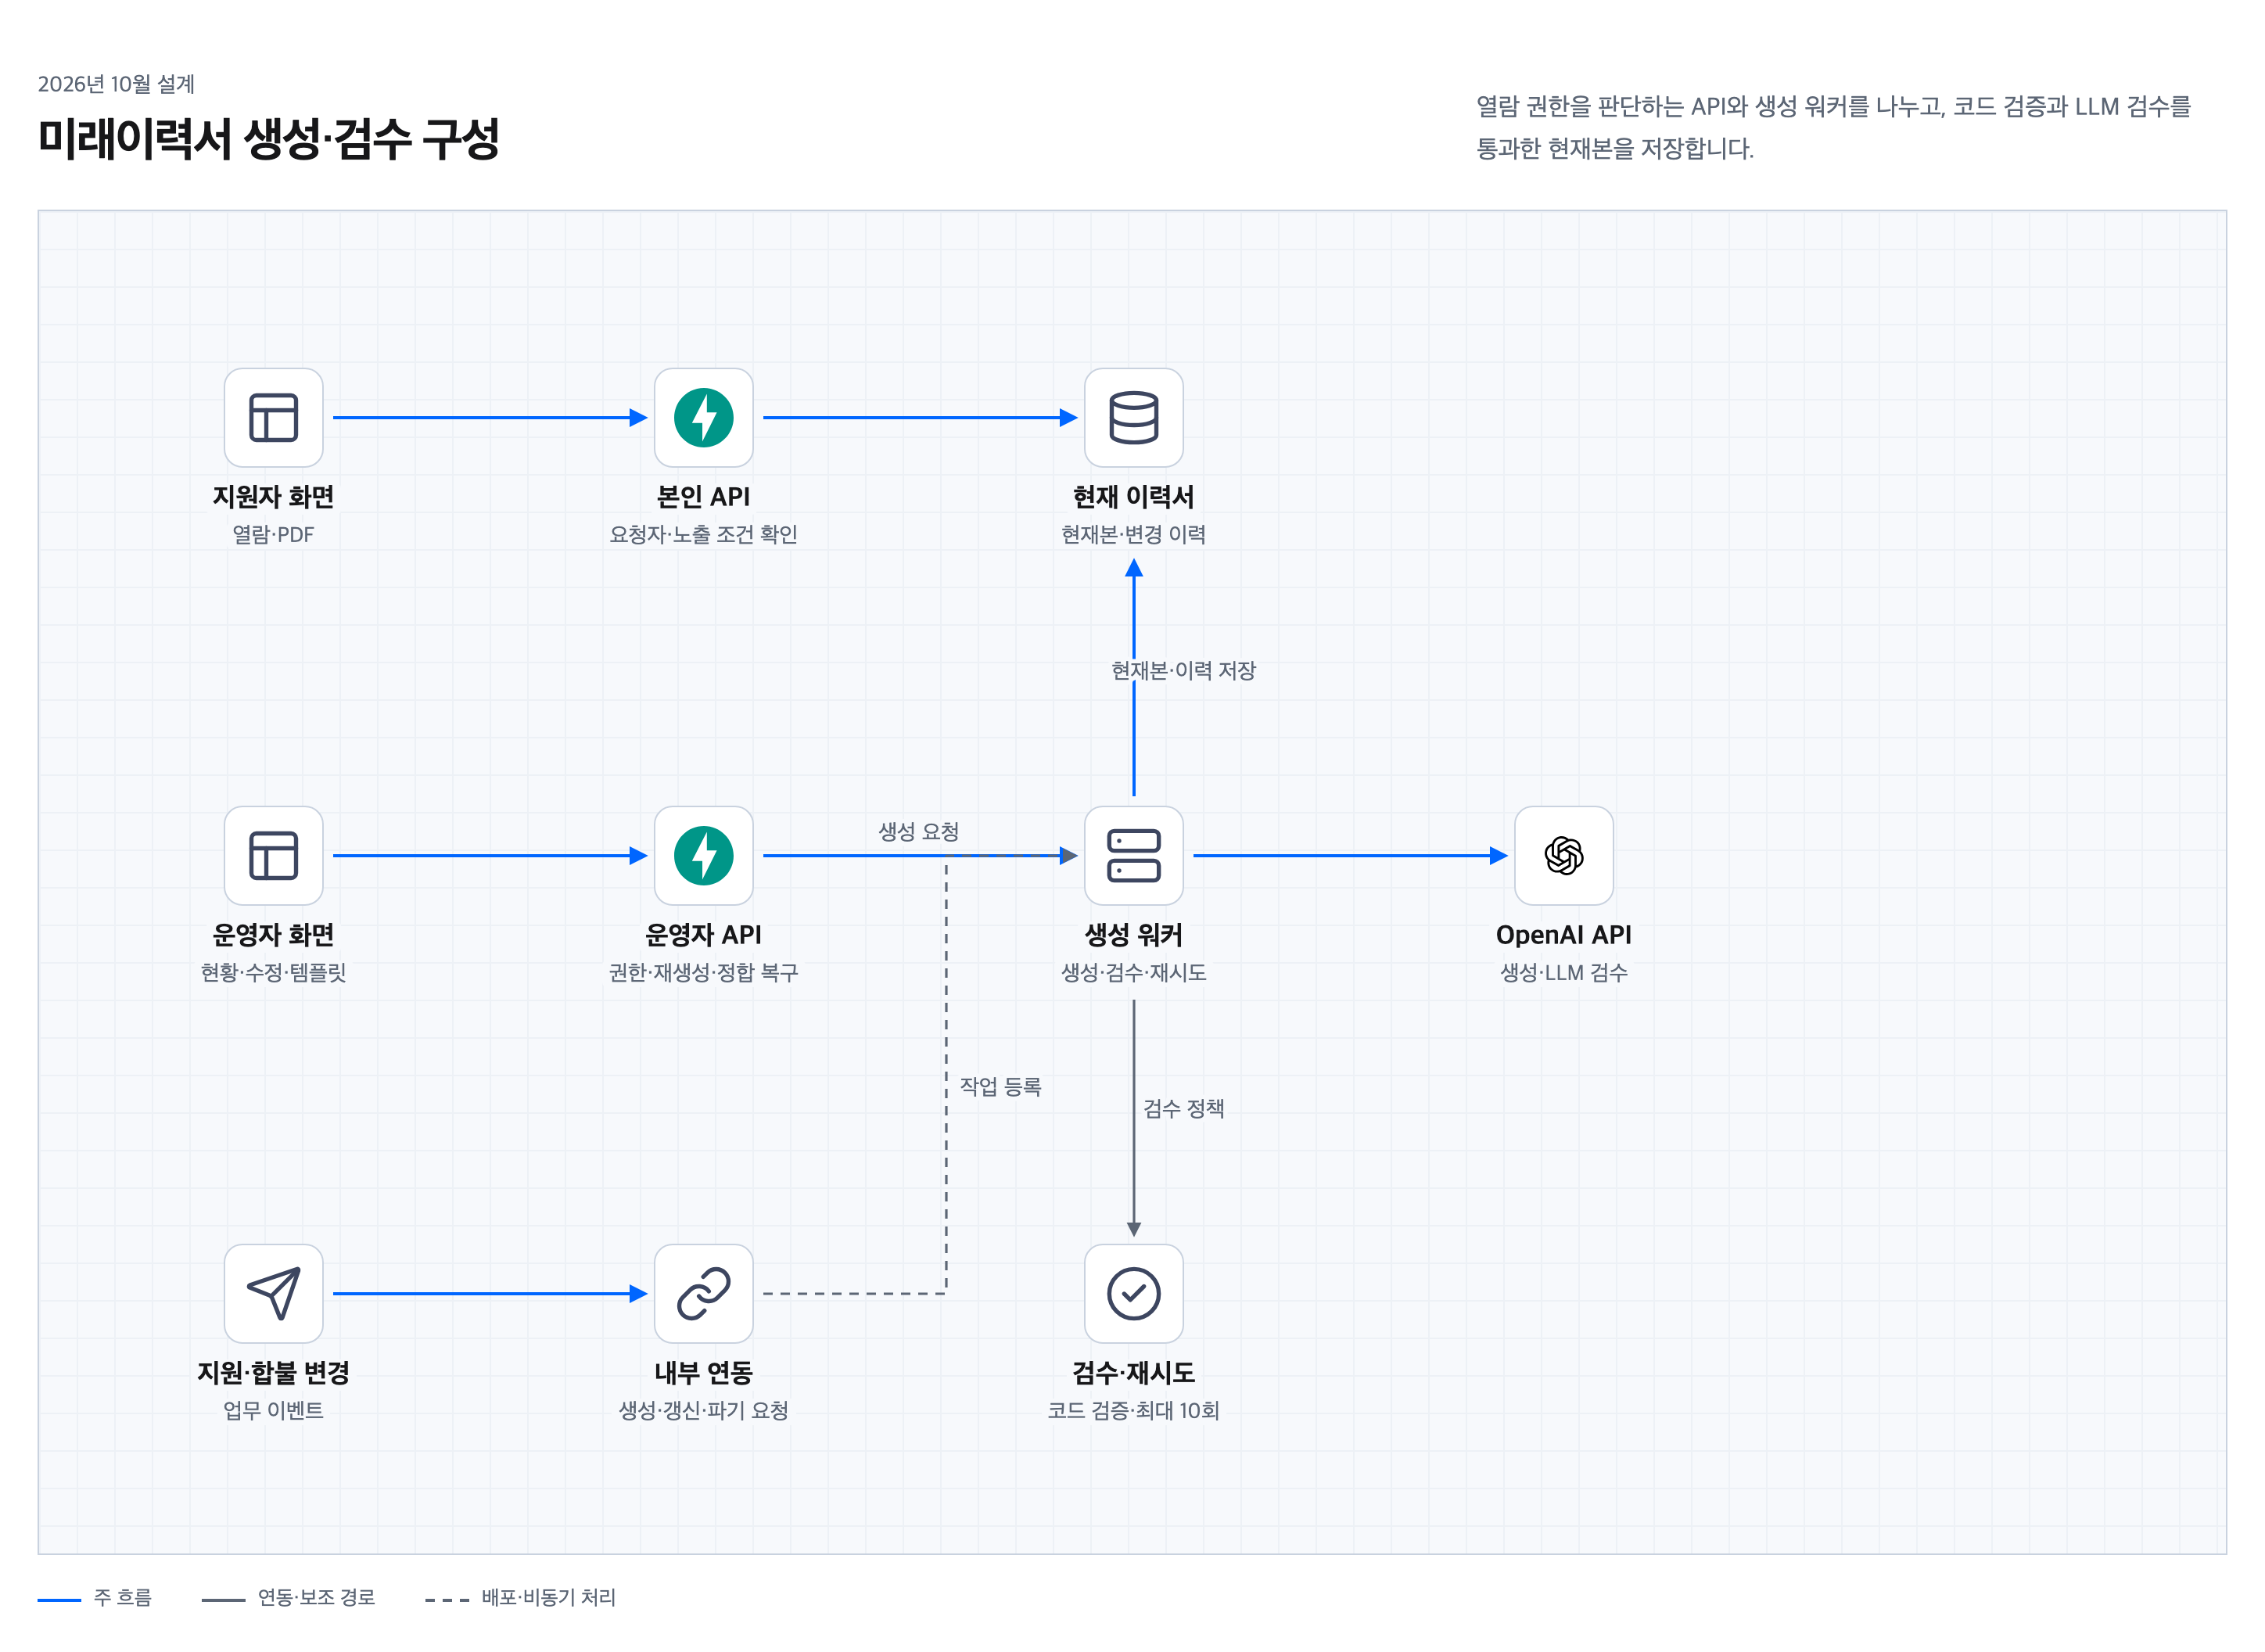 2026년 10월 설계
미래이력서 생성·검수 구성
열람 권한을 판단하는 API와 생성 워커를 나누고, 코드 검증과 LLM 검수를
통과한 현재본을 저장합니다.
지원자 화면
열람·PDF
본인 API
요청자·노출 조건 확인
현재 이력서
현재본·변경 이력
현재본·이력 저장
생성 요청
운영자 화면
현황·수정·템플릿
운영자 API
권한·재생성·정합 복구
생성 워커
생성·검수·재시도
OpenAI API
생성·LLM 검수
작업 등록
검수 정책
지원·합불 변경
업무 이벤트
내부 연동
생성·갱신·파기 요청
검수·재시도
코드 검증·최대 10회
주 흐름
연동·보조 경로
배포·비동기 처리